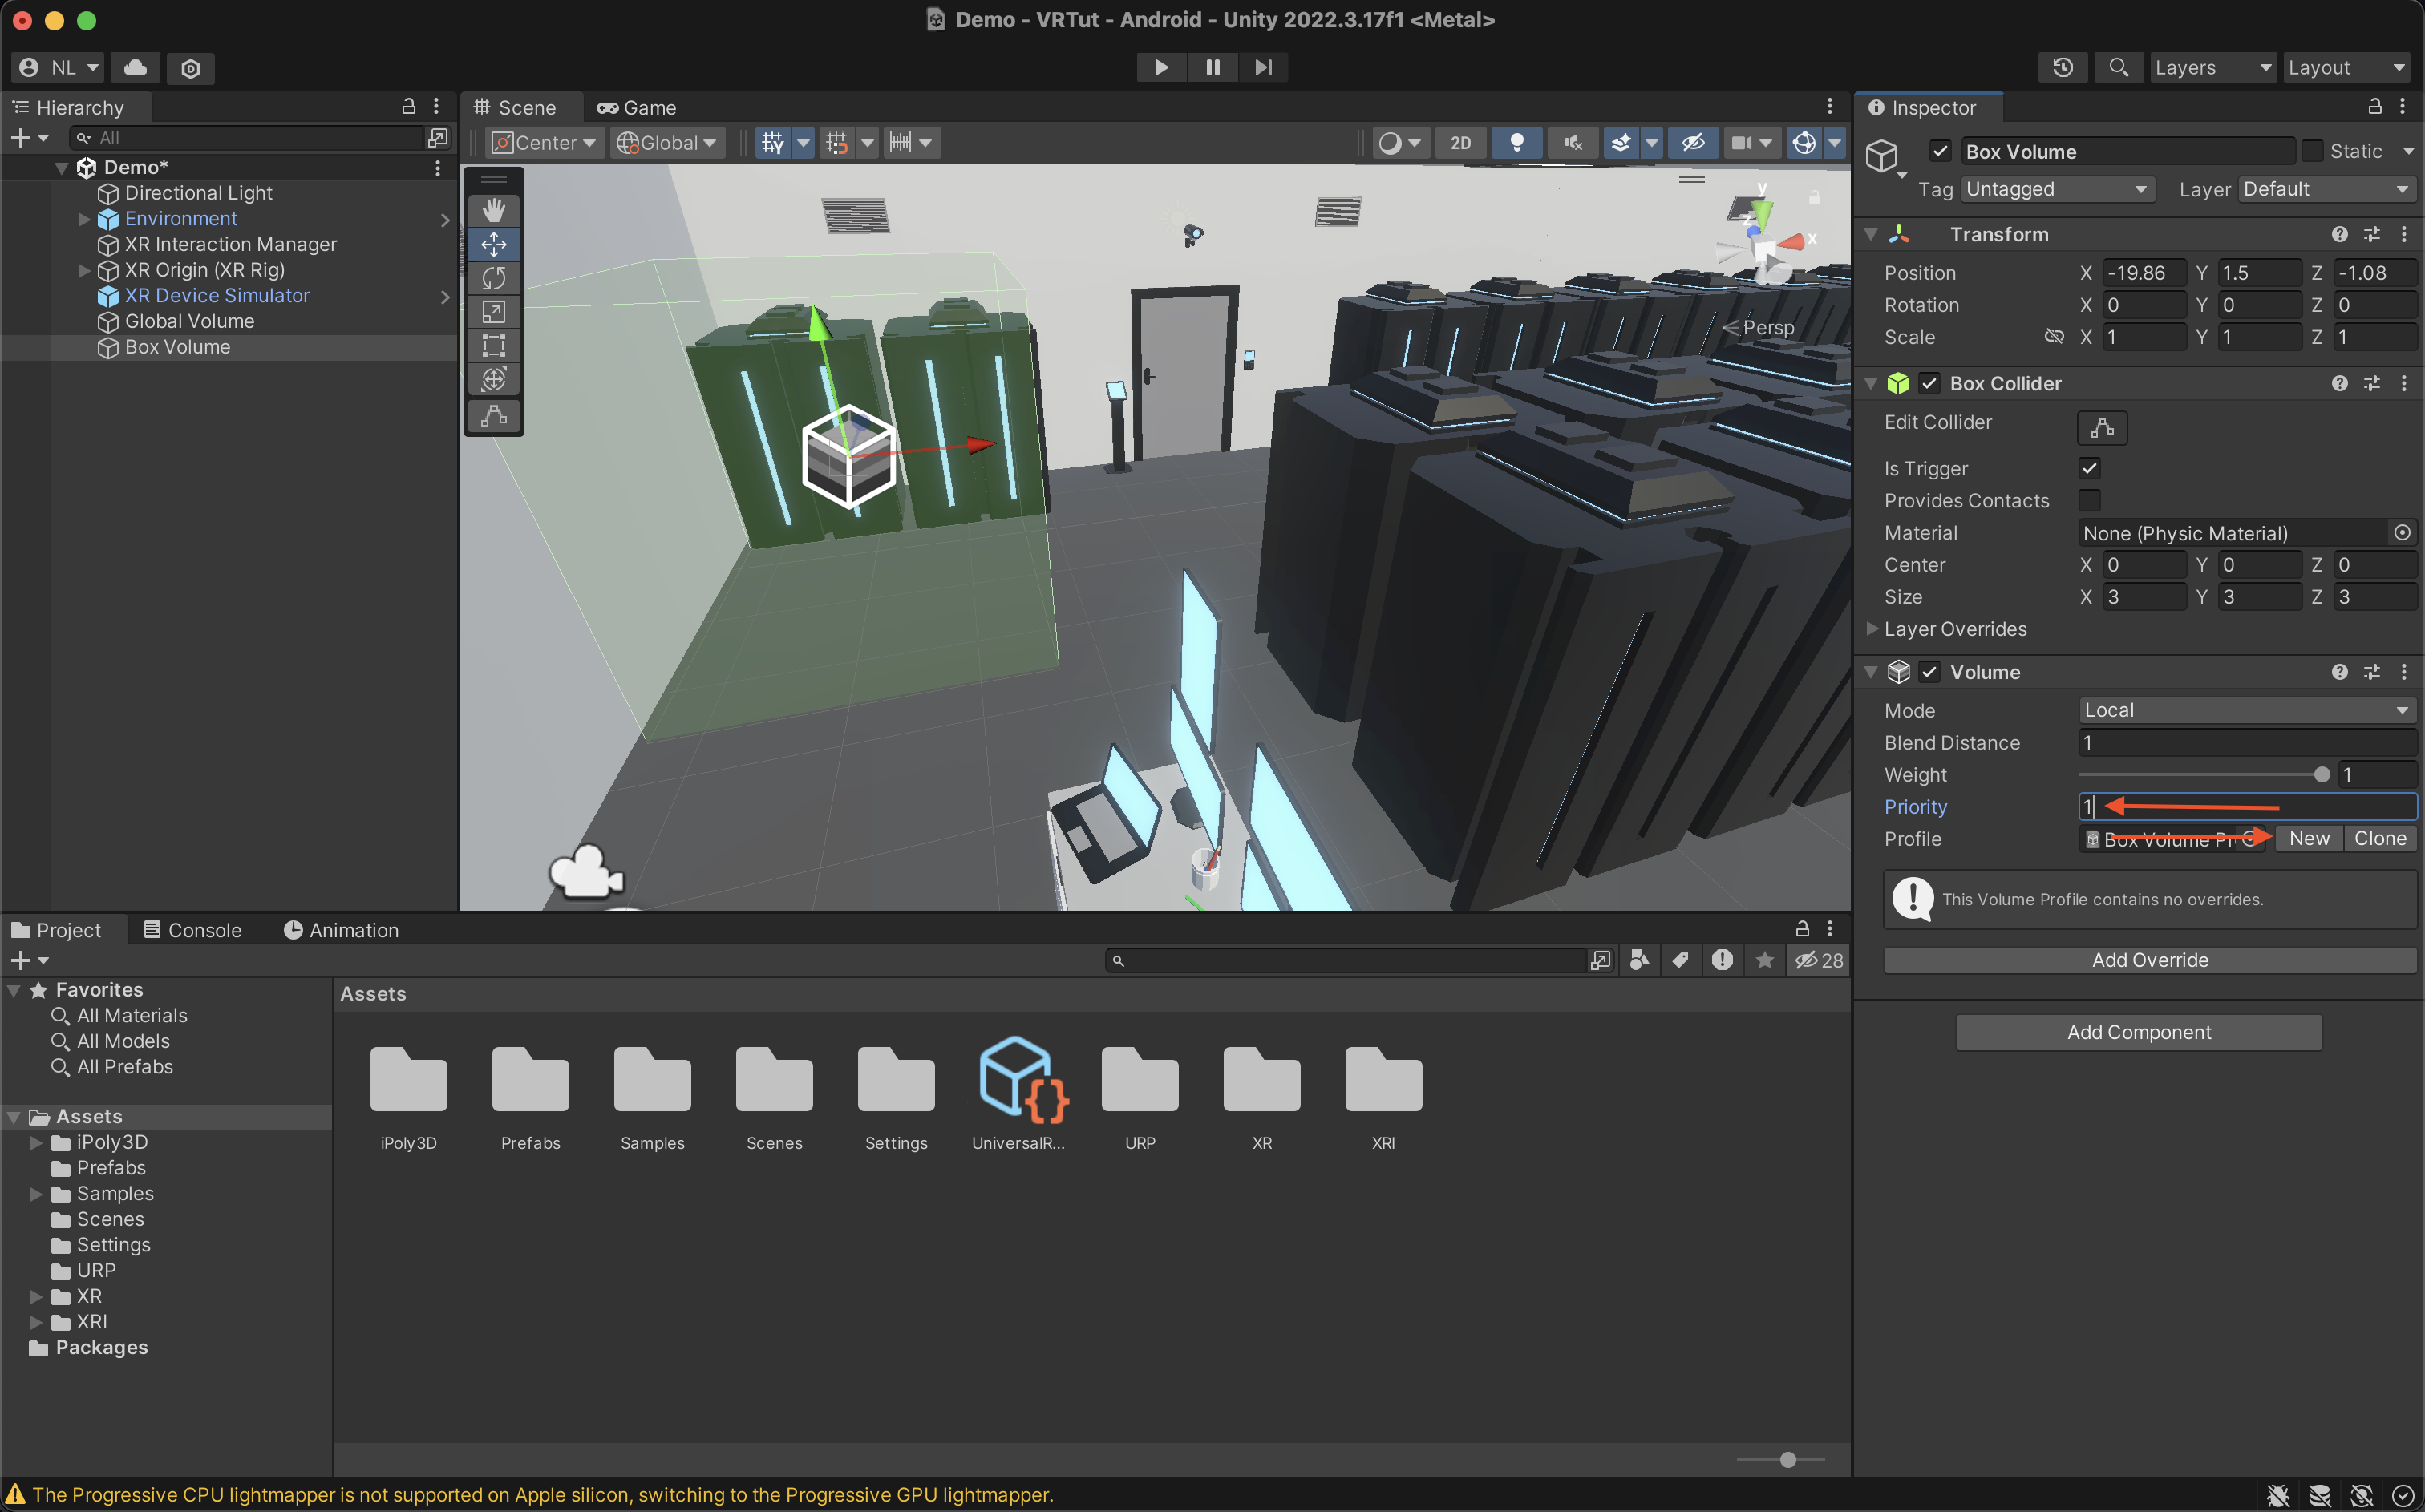 Demo - VRTut - Android - Unity 2022.3.17f1 <Metal>
NL
Layers
Layout
Hierarchy
All
Demo*
Directional Light
Environment
XR Interaction Manager
XR Origin (XR Rig)
XR Device Simulator
Global Volume
Box Volume
Scene
Game
Center
Global
2D
y
z
x
Persp
Inspector
Box Volume
Static
Tag Untagged
Layer Default
Transform
Position X -19.86 Y 1.5 Z -1.08
Rotation X 0 Y 0 Z 0
Scale X 1 Y 1 Z 1
Box Collider
Edit Collider
Is Trigger
Provides Contacts
Material None (Physic Material)
Center X 0 Y 0 Z 0
Size X 3 Y 3 Z 3
Layer Overrides
Volume
Mode Local
Blend Distance 1
Weight 1
Priority 1
Profile Box Volume Pr New Clone
This Volume Profile contains no overrides.
Add Override
Add Component
Project
Console
Animation
28
Favorites
All Materials
All Models
All Prefabs
Assets
iPoly3D
Prefabs
Samples
Scenes
Settings
URP
XR
XRI
Packages
Assets
iPoly3D
Prefabs
Samples
Scenes
Settings
UniversalR...
URP
XR
XRI
The Progressive CPU lightmapper is not supported on Apple silicon, switching to the Progressive GPU lightmapper.